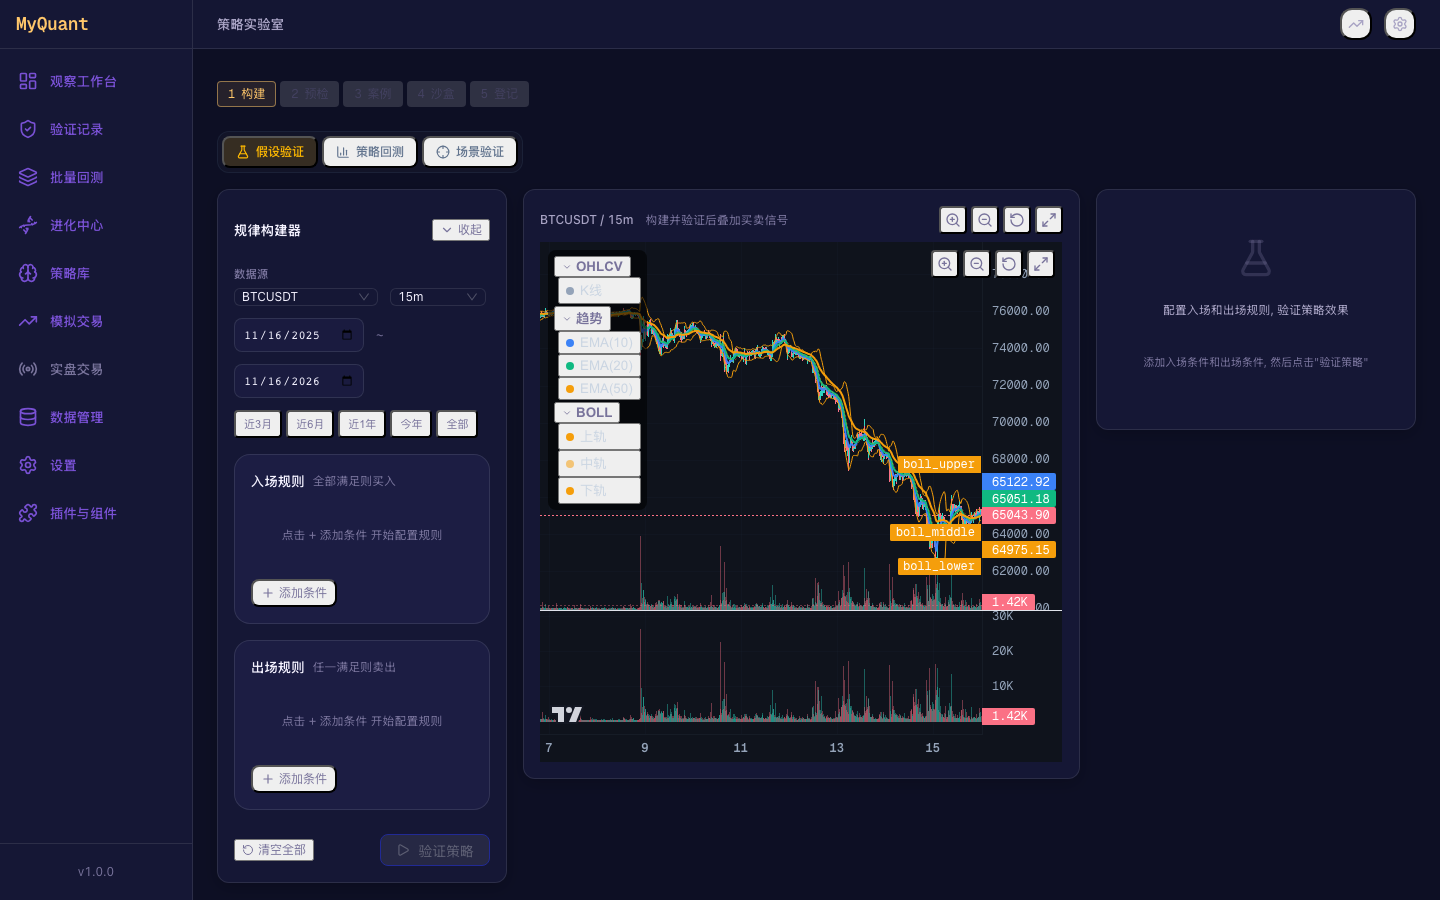 MyQuant
策略实验室
观察工作台
验证记录
批量回测
进化中心
策略库
模拟交易
实盘交易
数据管理
设置
插件与组件
v1.0.0
1 构建
2 预检
3 案例
4 沙盒
5 登记
假设验证
策略回测
场景验证
规律构建器
收起
数据源
BTCUSDT
15m
11/16/2025
~
11/16/2026
近3月
近6月
近1年
今年
全部
入场规则 全部满足则买入
点击 + 添加条件 开始配置规则
+ 添加条件
出场规则 任一满足则卖出
点击 + 添加条件 开始配置规则
+ 添加条件
清空全部
验证策略
BTCUSDT / 15m 构建并验证后叠加买卖信号
OHLCV
K线
趋势
EMA(10)
EMA(20)
EMA(50)
BOLL
上轨
中轨
下轨
76000.00
74000.00
72000.00
70000.00
68000.00
boll_upper
65122.92
65051.18
65043.90
boll_middle
64000.00
64975.15
boll_lower
62000.00
1.42K
30K
20K
10K
1.42K
7
9
11
13
15
配置入场和出场规则, 验证策略效果
添加入场条件和出场条件, 然后点击"验证策略"